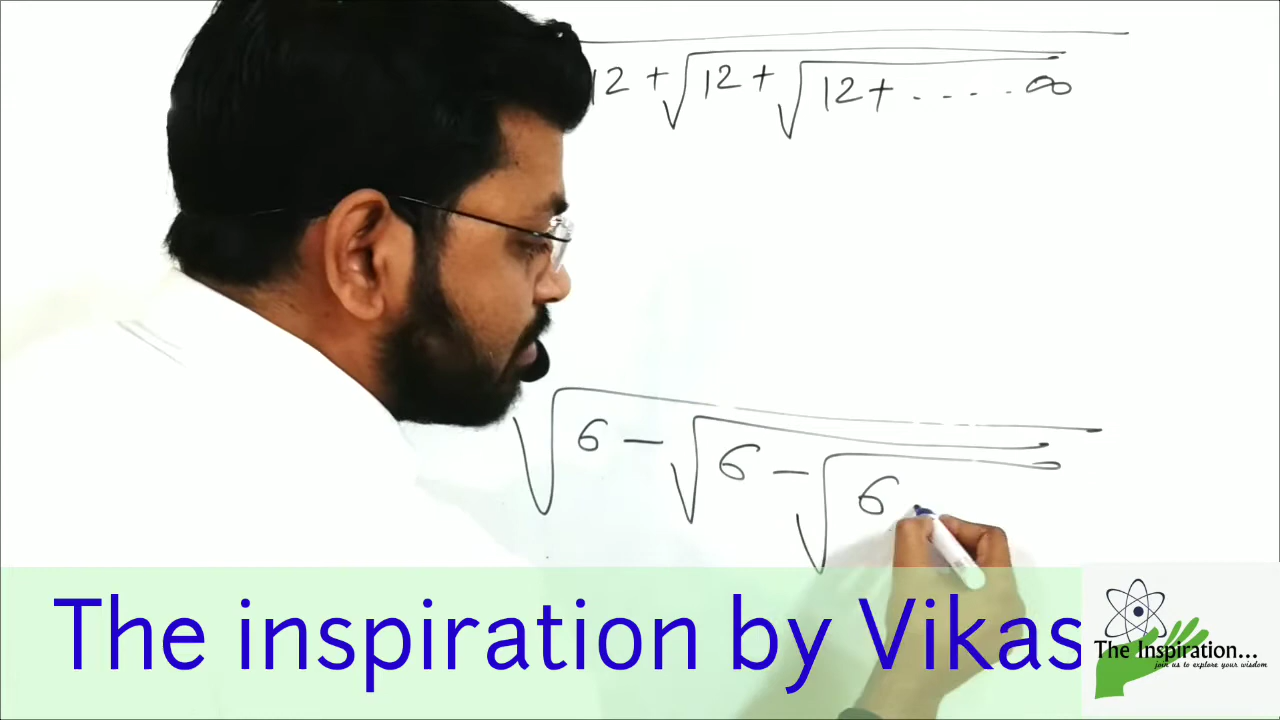 12 + √12 + √12 + .... ∞
√6 - √6 - √6
The inspiration by Vikas
The Inspiration...
join us to explore your wisdom